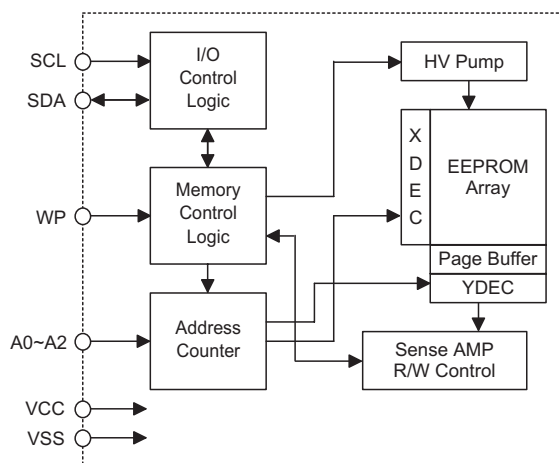 SCL
SDA
WP
A0~A2
VCC
VSS
I/O
Control
Logic
Memory
Control
Logic
Address
Counter
HV Pump
X
D
E
C
EEPROM
Array
Page Buffer
YDEC
Sense AMP
R/W Control